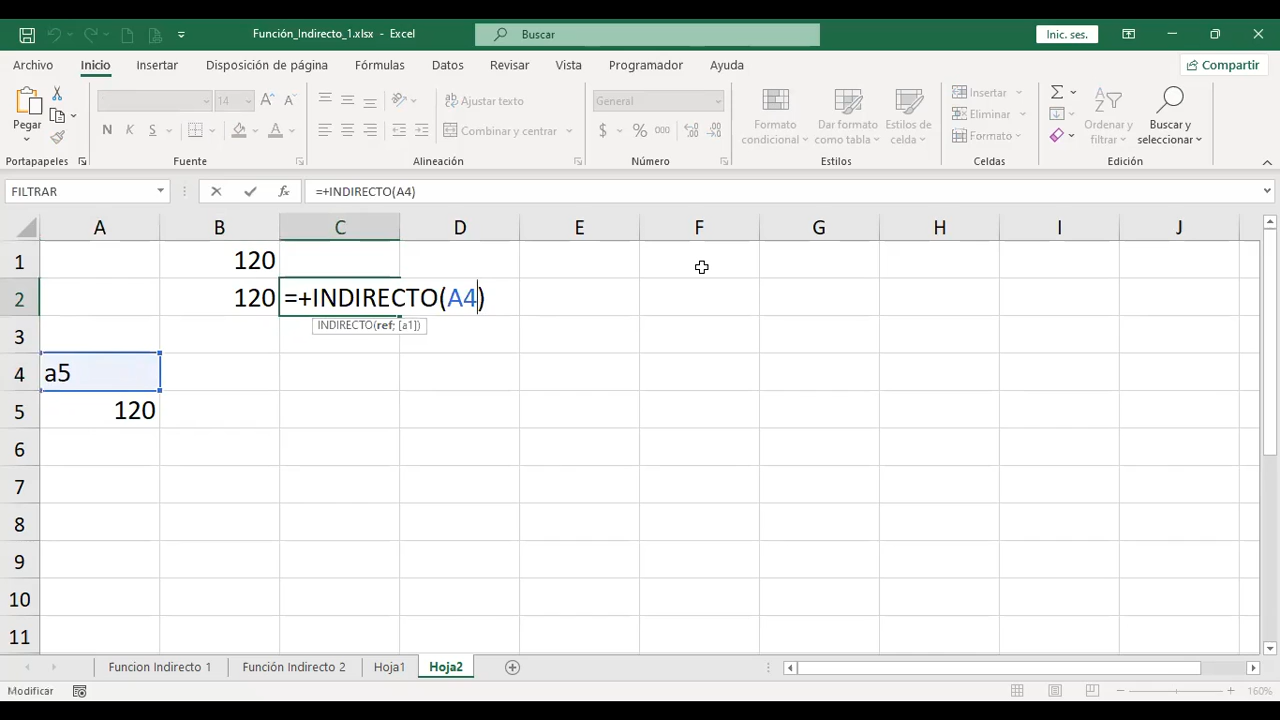 Función_Indirecto_1.xlsx - Excel
Buscar
Inic. ses.
Archivo Inicio Insertar Disposición de página Fórmulas Datos Revisar Vista Programador Ayuda
Compartir
Pegar
Portapapeles
14
N K S
Fuente
Ajustar texto
Combinar y centrar
Alineación
General
$ % 000
Número
Formato condicional
Dar formato como tabla
Estilos de celda
Estilos
Insertar
Eliminar
Formato
Celdas
Ordenar y filtrar
Buscar y seleccionar
Edición
FILTRAR
fx
=+INDIRECTO(A4)
A B C D E F G H I J
1 120
2 120 =+INDIRECTO(A4)
INDIRECTO(ref; [a1])
3
4 a5
5 120
6
7
8
9
10
11
Funcion Indirecto 1 Función Indirecto 2 Hoja1 Hoja2
Modificar
160%